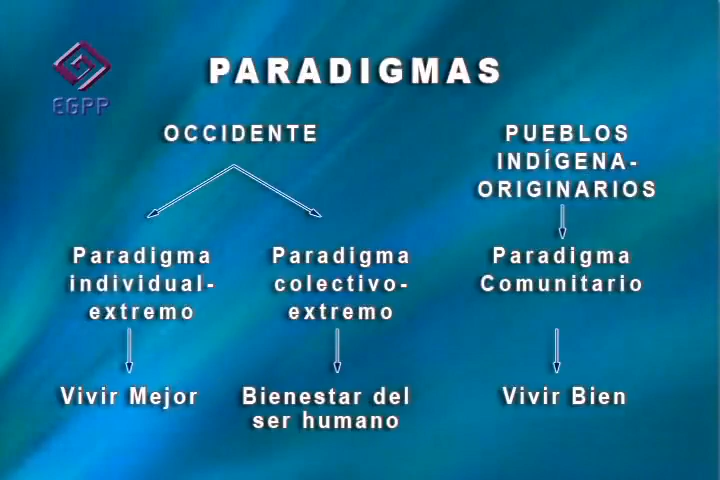 PARADIGMAS
EGPP
OCCIDENTE
PUEBLOS
INDÍGENA-
ORIGINARIOS
Paradigma
individual-
extremo
Paradigma
colectivo-
extremo
Paradigma
Comunitario
Vivir Mejor
Bienestar del
ser humano
Vivir Bien